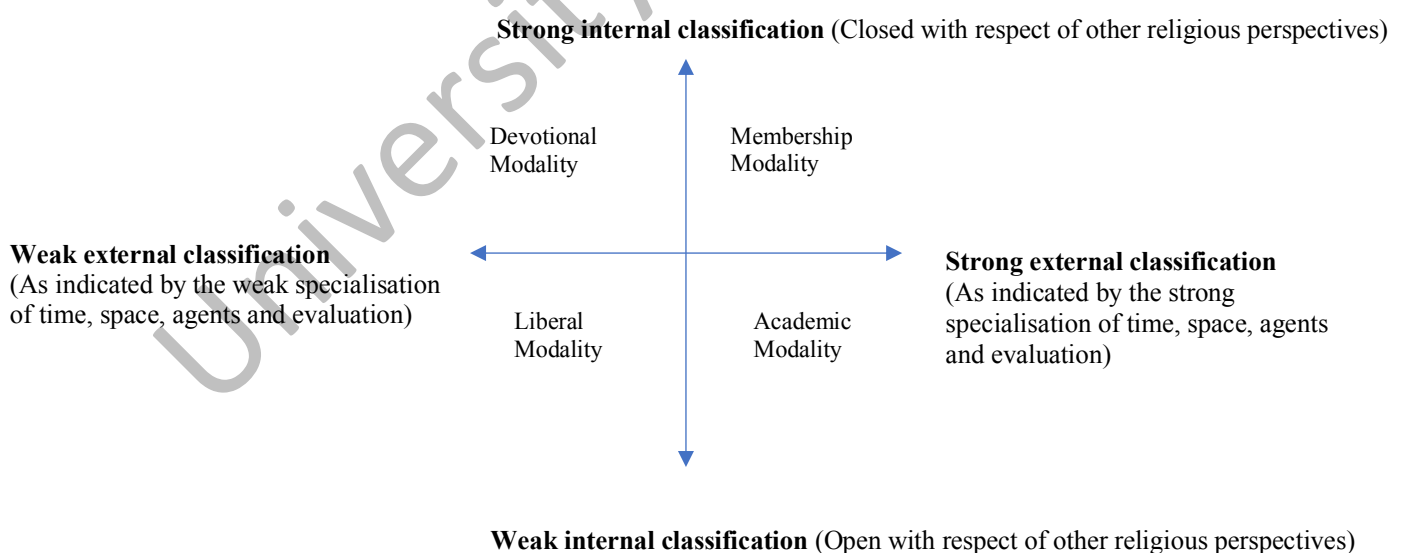 Strong internal classification (Closed with respect of other religious perspectives)
Devotional
Modality
Membership
Modality
Weak external classification
(As indicated by the weak specialisation
of time, space, agents and evaluation)
Strong external classification
(As indicated by the strong
specialisation of time, space, agents
and evaluation)
Liberal
Modality
Academic
Modality
Weak internal classification (Open with respect of other religious perspectives)
University